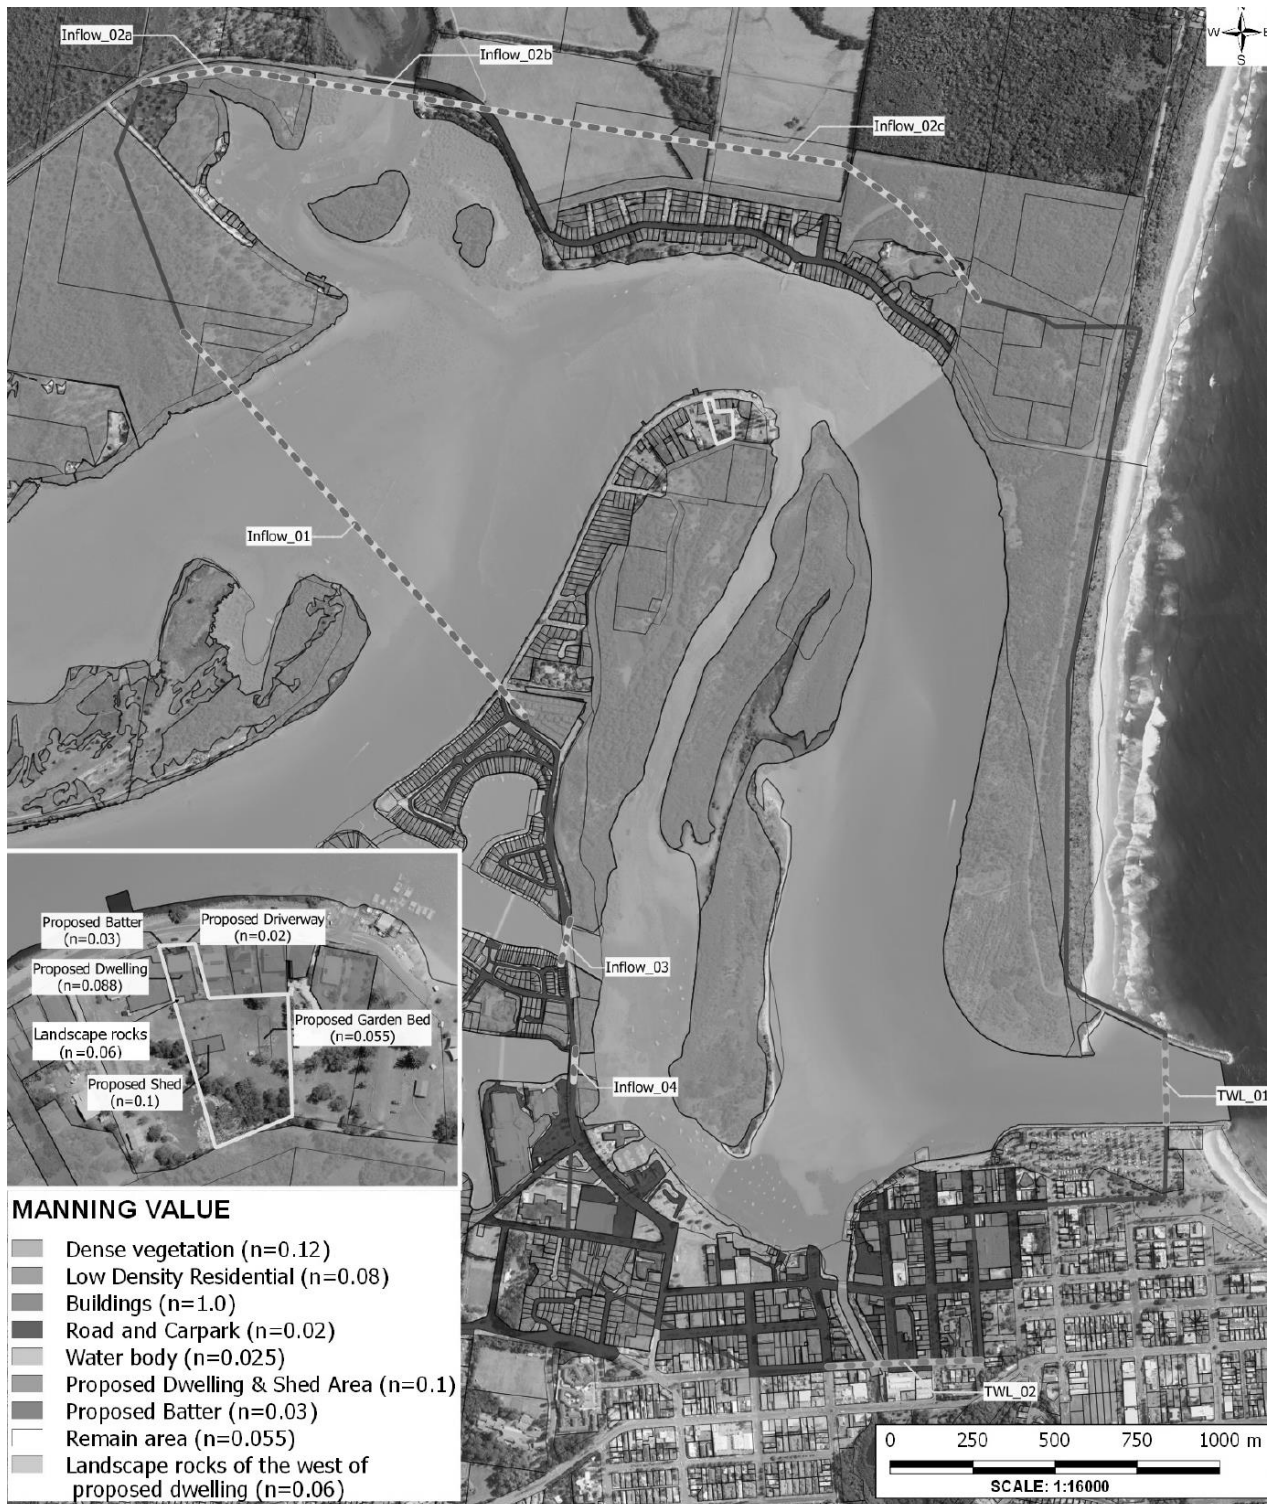 N
W E
S
Inflow_02a
Inflow_02b
Inflow_02c
Inflow_01
Inflow_03
Inflow_04
TWL_01
TWL_02
Proposed Batter
(n=0.03)
Proposed Driverway
(n=0.02)
Proposed Dwelling
(n=0.088)
Landscape rocks
(n=0.06)
Proposed Garden Bed
(n=0.055)
Proposed Shed
(n=0.1)
MANNING VALUE
Dense vegetation (n=0.12)
Low Density Residential (n=0.08)
Buildings (n=1.0)
Road and Carpark (n=0.02)
Water body (n=0.025)
Proposed Dwelling & Shed Area (n=0.1)
Proposed Batter (n=0.03)
Remain area (n=0.055)
Landscape rocks of the west of
proposed dwelling (n=0.06)
0 250 500 750 1000 m
SCALE: 1:16000